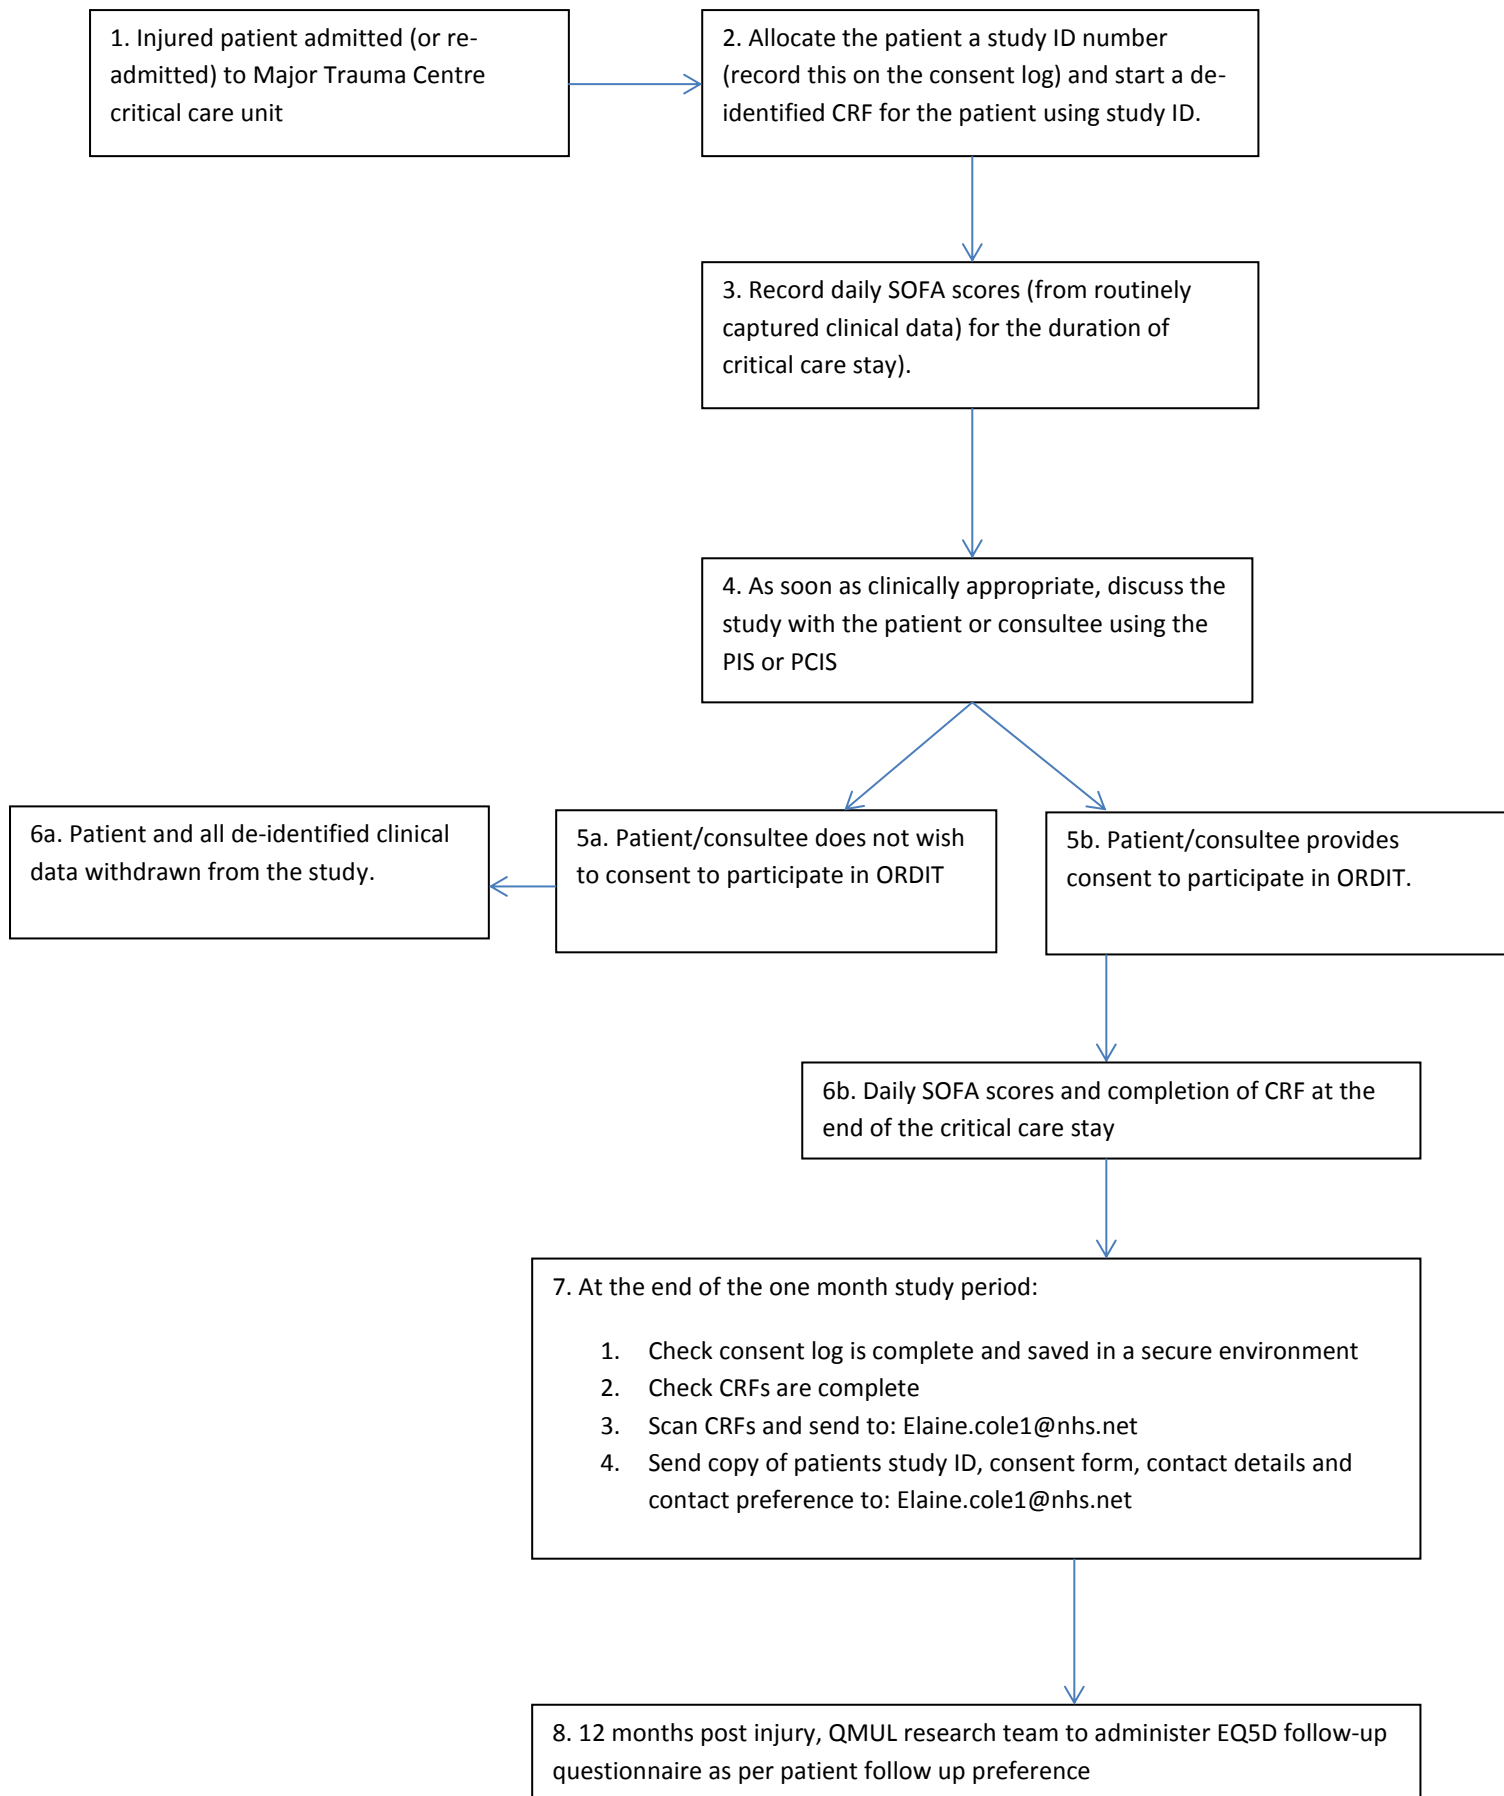 1. Injured patient admitted (or re-
admitted) to Major Trauma Centre
critical care unit
2. Allocate the patient a study ID number
(record this on the consent log) and start a de-
identified CRF for the patient using study ID.
3. Record daily SOFA scores (from routinely
captured clinical data) for the duration of
critical care stay).
4. As soon as clinically appropriate, discuss the
study with the patient or consultee using the
PIS or PCIS
5a. Patient/consultee does not wish
to consent to participate in ORDIT
5b. Patient/consultee provides
consent to participate in ORDIT.
6a. Patient and all de-identified clinical
data withdrawn from the study.
6b. Daily SOFA scores and completion of CRF at the
end of the critical care stay
7. At the end of the one month study period:
1. Check consent log is complete and saved in a secure environment
2. Check CRFs are complete
3. Scan CRFs and send to: Elaine.cole1@nhs.net
4. Send copy of patients study ID, consent form, contact details and
contact preference to: Elaine.cole1@nhs.net
8. 12 months post injury, QMUL research team to administer EQ5D follow-up
questionnaire as per patient follow up preference